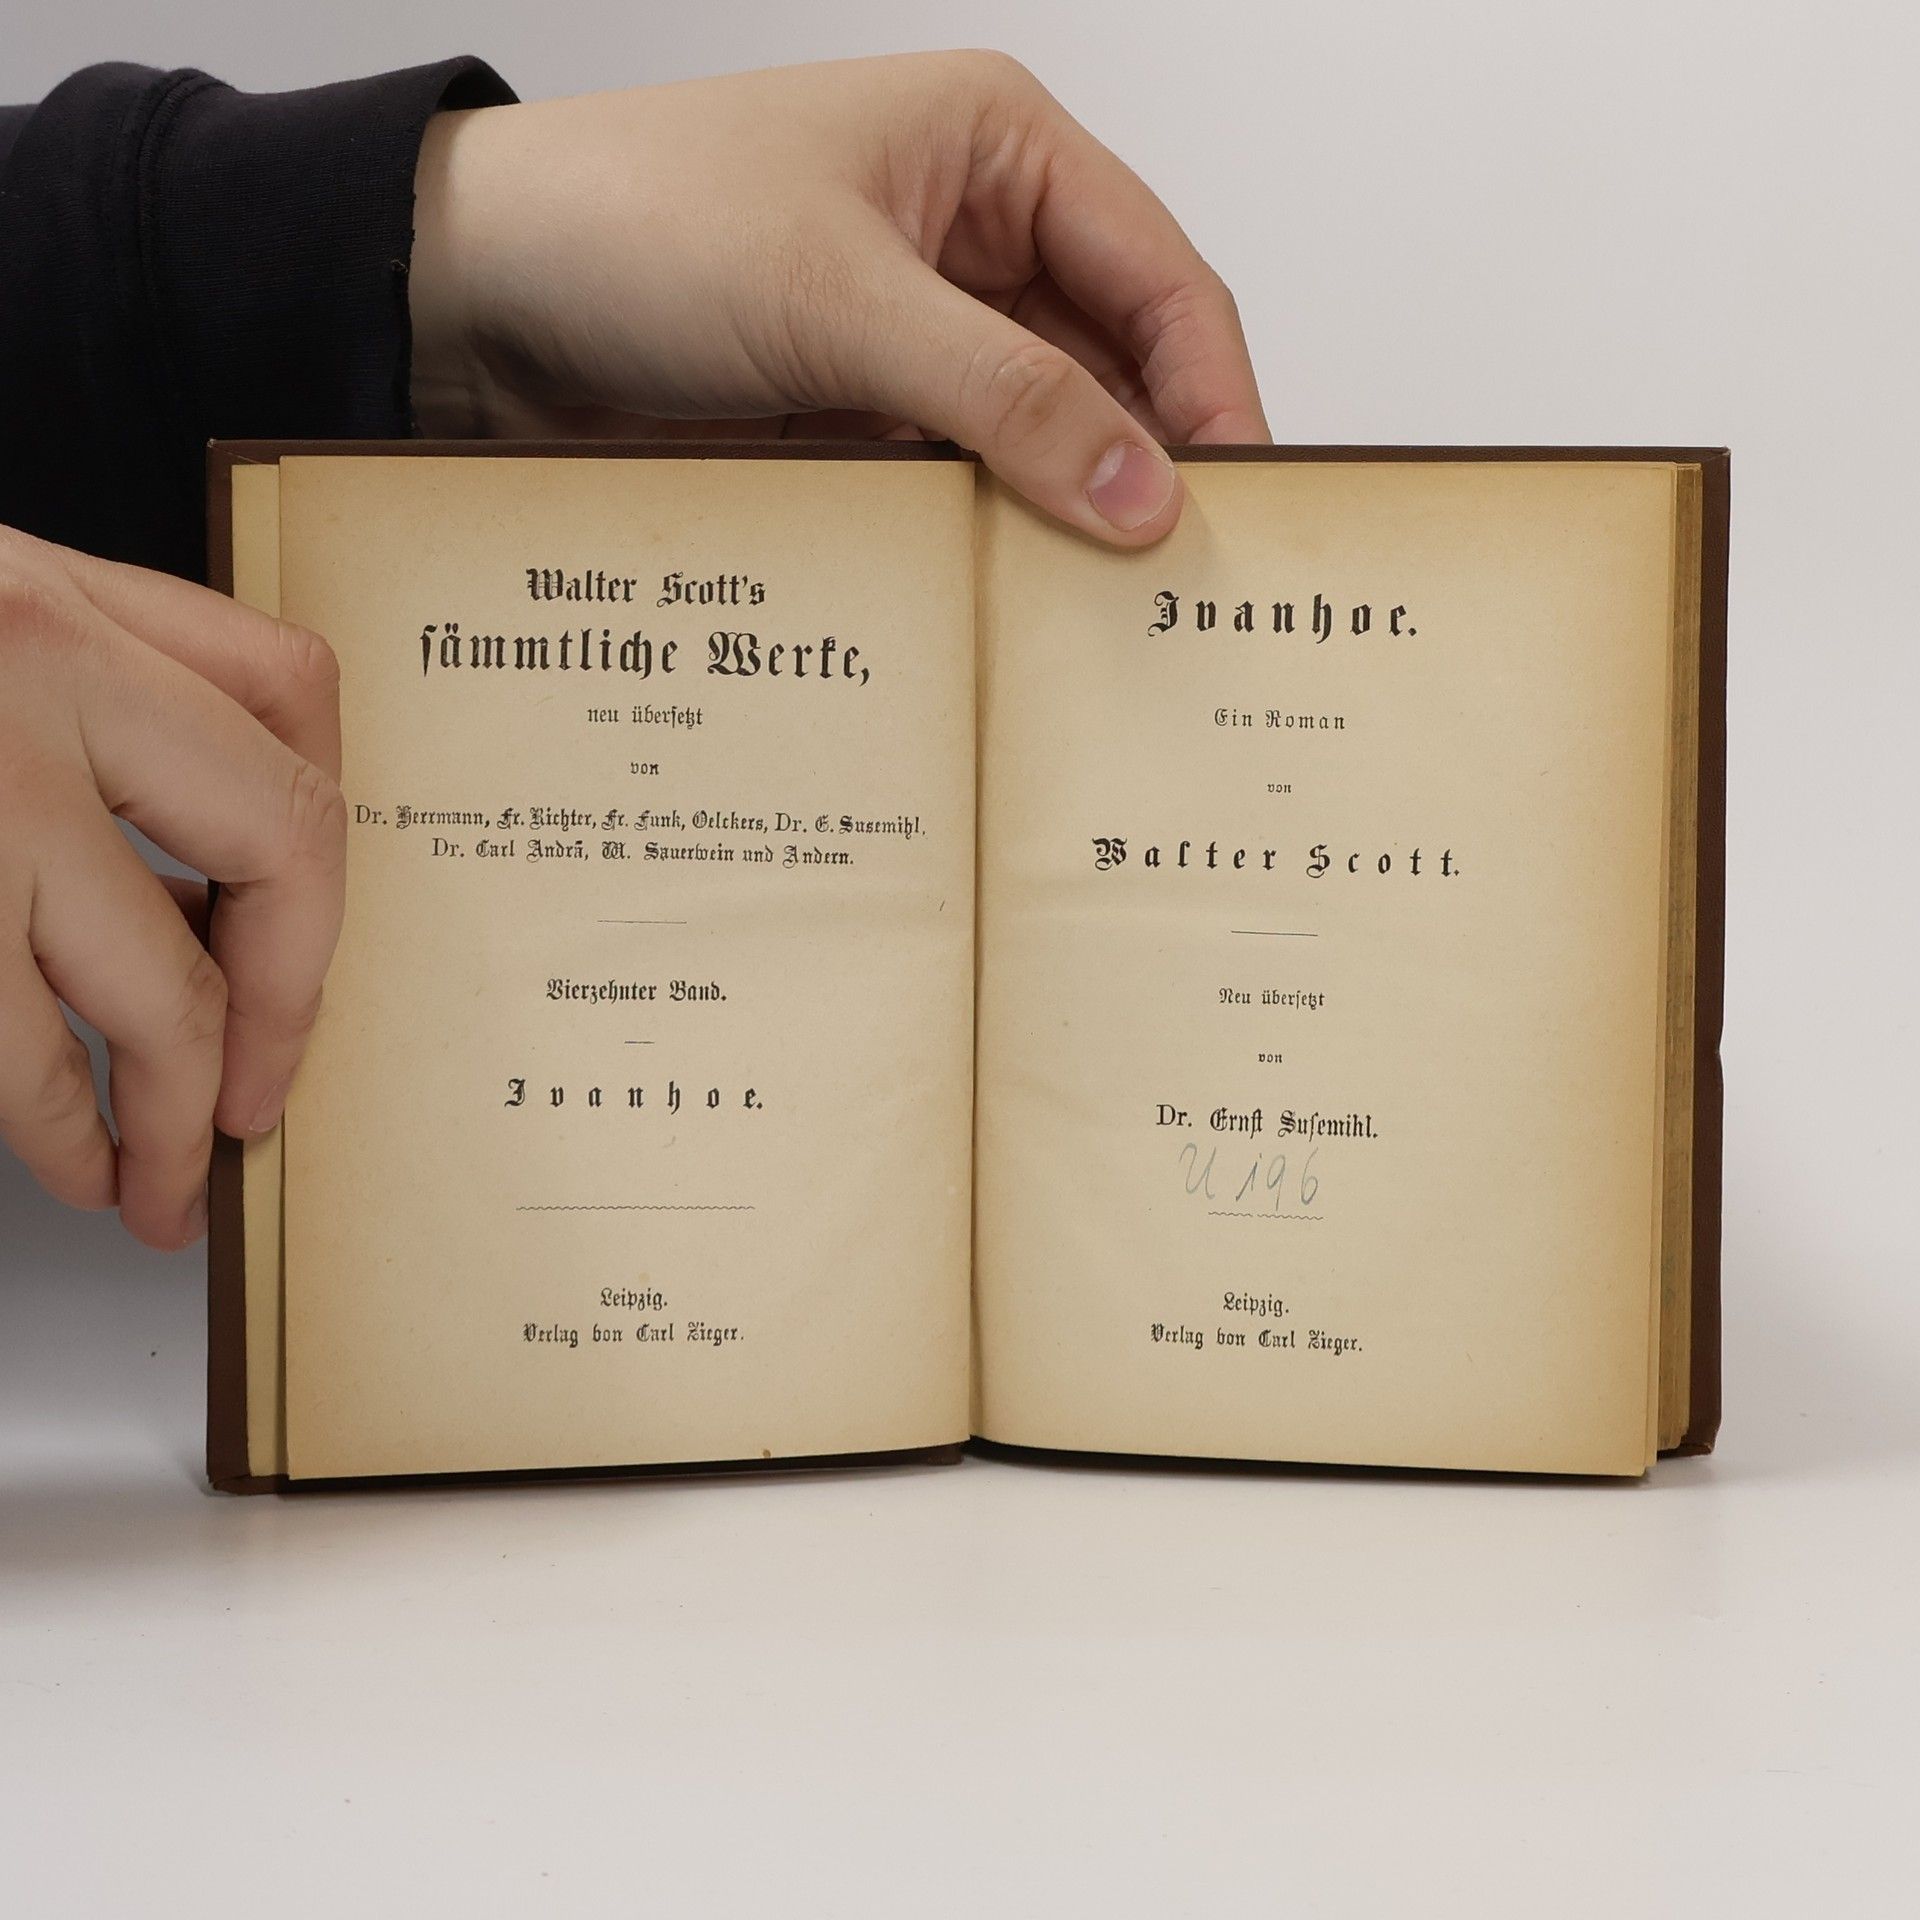 Walter Scott's
sämmtliche Werke,
neu übersetzt
von
Dr. Herrmann, Fr. Richter, Fr. Funk, Oelckers, Dr. E. Susemihl,
Dr. Carl Andrä, W. Sauerwein und Andern.
Vierzehnter Band.
Ivanhoe.
Leipzig.
Verlag von Carl Zieger.
Ivanhoe.
Ein Roman
von
Walter Scott.
Neu übersetzt
von
Dr. Ernst Susemihl.
U 196
Leipzig.
Verlag von Carl Zieger.